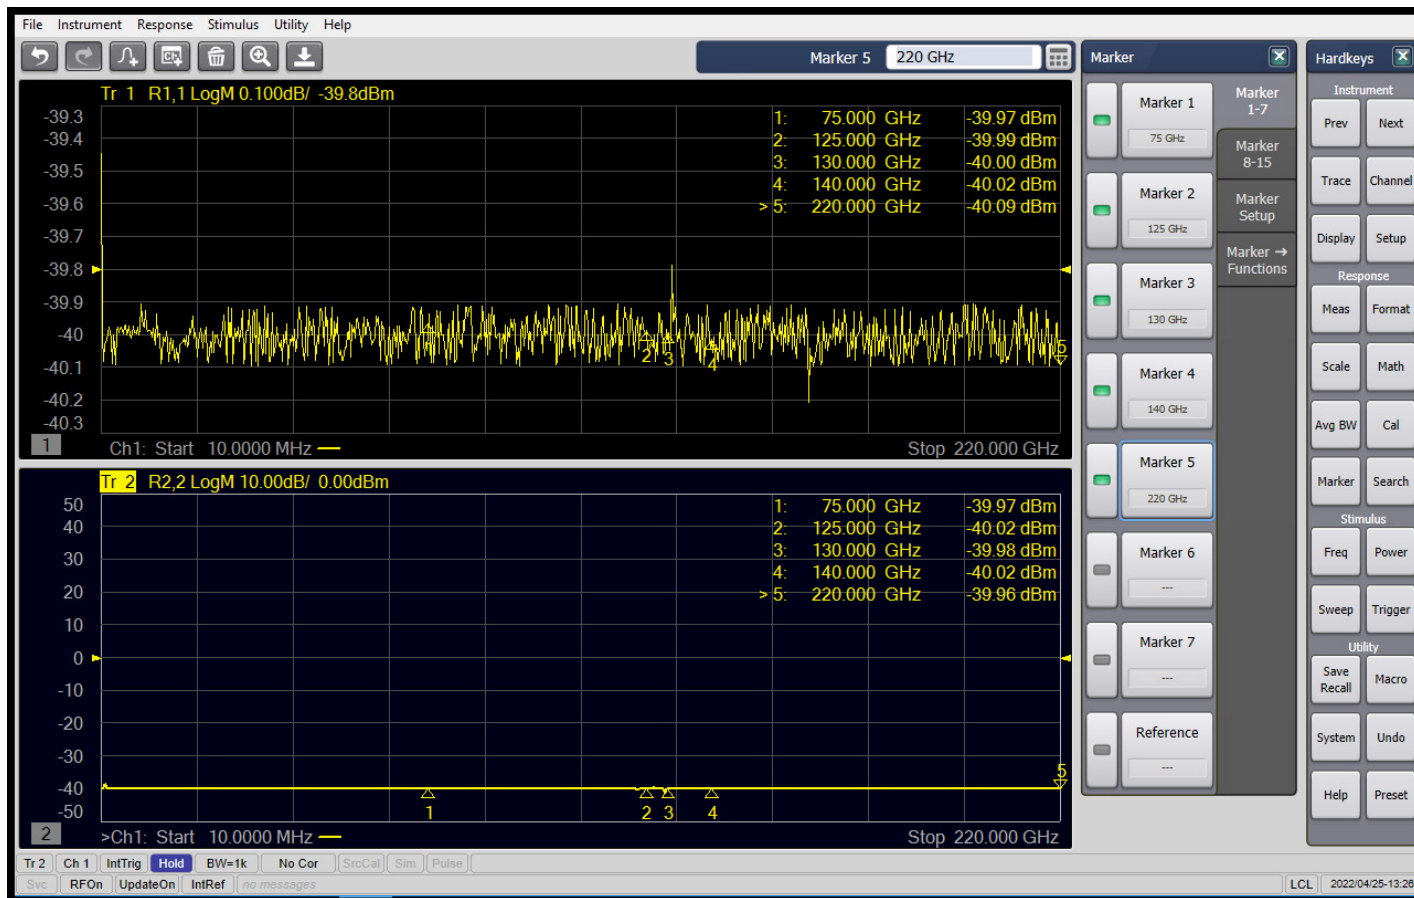 File Instrument Response Stimulus Utility Help
Marker 5 220 GHz
Tr 1 R1,1 LogM 0.100dB/ -39.8dBm
-39.3
-39.4
-39.5
-39.6
-39.7
-39.8
-39.9
-40
-40.1
-40.2
-40.3
1: 75.000 GHz -39.97 dBm
2: 125.000 GHz -39.99 dBm
3: 130.000 GHz -40.00 dBm
4: 140.000 GHz -40.02 dBm
> 5: 220.000 GHz -40.09 dBm
2 3 4 5
1 Ch1: Start 10.0000 MHz Stop 220.000 GHz
Tr 2 R2,2 LogM 10.00dB/ 0.00dBm
50
40
30
20
10
0
-10
-20
-30
-40
-50
1: 75.000 GHz -39.97 dBm
2: 125.000 GHz -40.02 dBm
3: 130.000 GHz -39.98 dBm
4: 140.000 GHz -40.02 dBm
> 5: 220.000 GHz -39.96 dBm
1 2 3 4 5
2 >Ch1: Start 10.0000 MHz Stop 220.000 GHz
Marker
Marker 1
75 GHz
Marker 2
125 GHz
Marker 3
130 GHz
Marker 4
140 GHz
Marker 5
220 GHz
Marker 6
---
Marker 7
---
Reference
---
Marker
1-7
Marker
8-15
Marker
Setup
Marker →
Functions
Hardkeys
Instrument
Prev Next
Trace Channel
Display Setup
Response
Meas Format
Scale Math
Avg BW Cal
Marker Search
Stimulus
Freq Power
Sweep Trigger
Utility
Save
Recall Macro
System Undo
Help Preset
Tr 2 Ch 1 IntTrig Hold BW=1k No Cor SrcCal Sim Pulse
Svc RFOn UpdateOn IntRef no messages LCL 2022/04/25-13:26